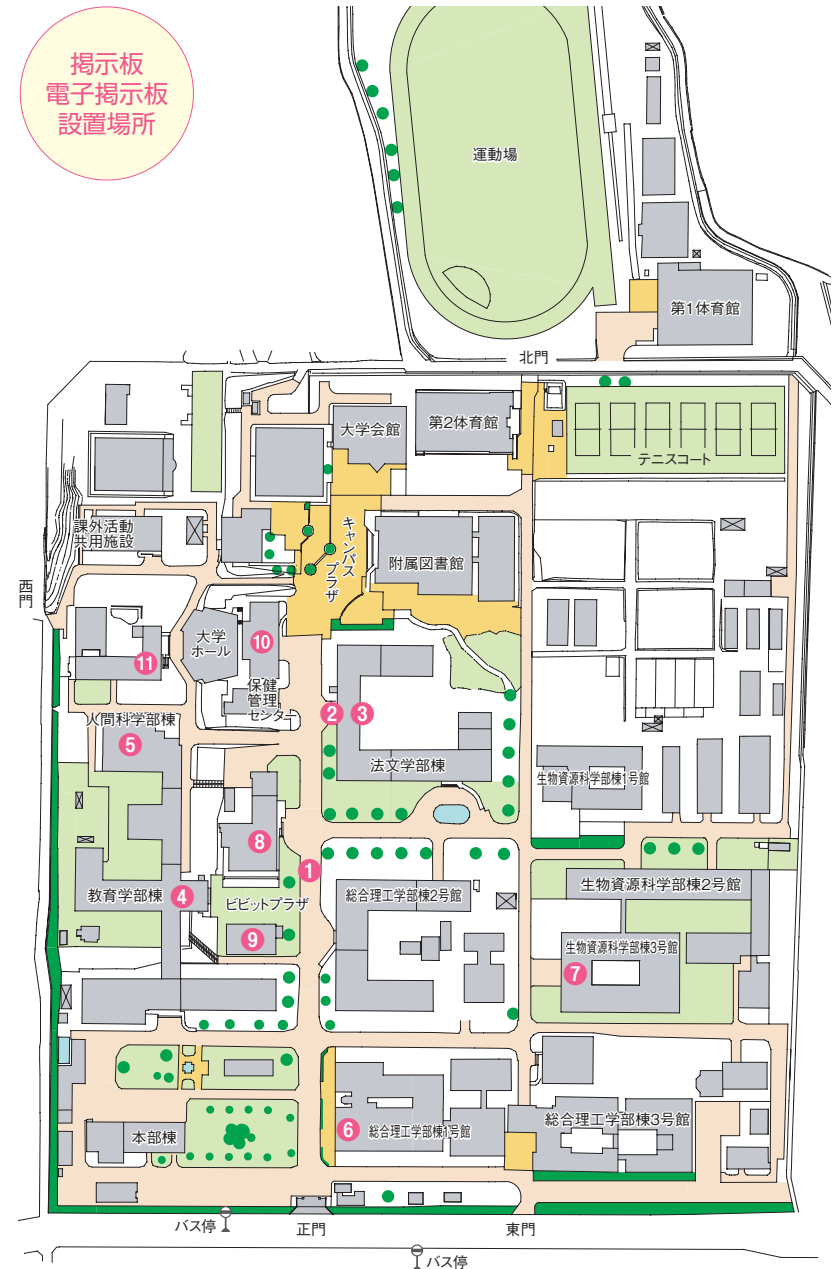 掲示板
電子掲示板
設置場所
運動場
第1体育館
北門
大学会館
第2体育館
テニスコート
キャンパス
プラザ
課外活動
共用施設
附属図書館
西門
大学
ホール
10
11
保健
管理
センター
2
3
人間科学部棟
5
法文学部棟
生物資源科学部棟1号館
8
1
教育学部棟
4
ビビットプラザ
総合理工学部棟2号館
生物資源科学部棟2号館
9
生物資源科学部棟3号館
7
本部棟
6
総合理工学部棟1号館
総合理工学部棟3号館
バス停
正門
東門
バス停